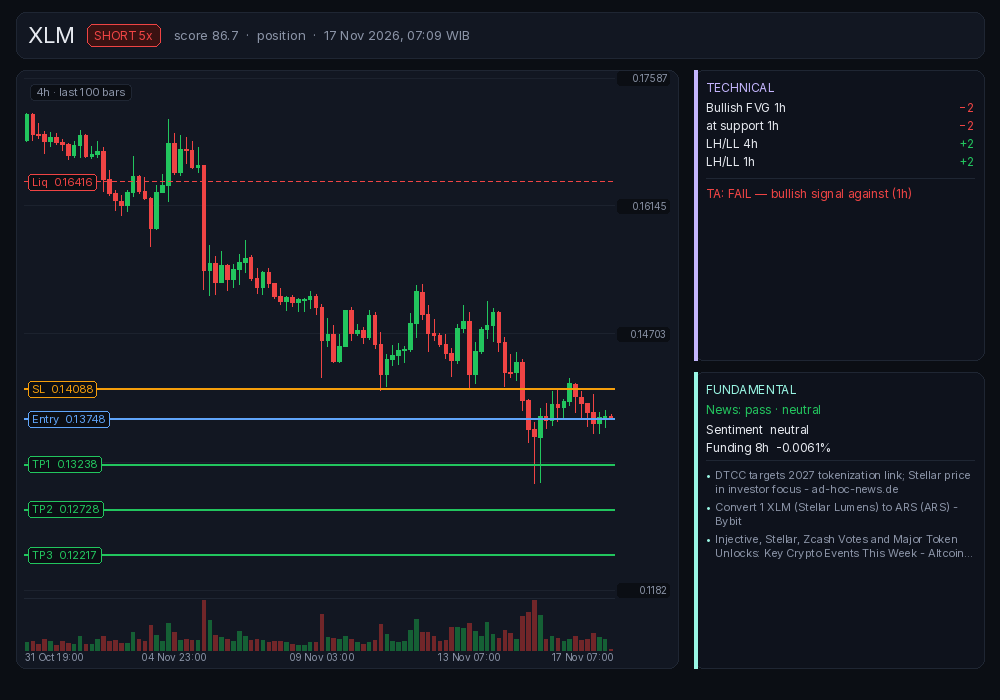 XLM SHORT 5x score 86.7 · position · 17 Nov 2026, 07:09 WIB
4h · last 100 bars
0.17587
Liq 0.16416
0.16145
0.14703
SL 0.14088
Entry 0.13748
TP1 0.13238
TP2 0.12728
TP3 0.12217
0.1182
31 Oct 19:00 04 Nov 23:00 09 Nov 03:00 13 Nov 07:00 17 Nov 07:00
TECHNICAL
Bullish FVG 1h −2
at support 1h −2
LH/LL 4h +2
LH/LL 1h +2
TA: FAIL — bullish signal against (1h)
FUNDAMENTAL
News: pass · neutral
Sentiment neutral
Funding 8h -0.0061%
• DTCC targets 2027 tokenization link; Stellar price
in investor focus - ad-hoc-news.de
• Convert 1 XLM (Stellar Lumens) to ARS (ARS) -
Bybit
• Injective, Stellar, Zcash Votes and Major Token
Unlocks: Key Crypto Events This Week - Altcoin…